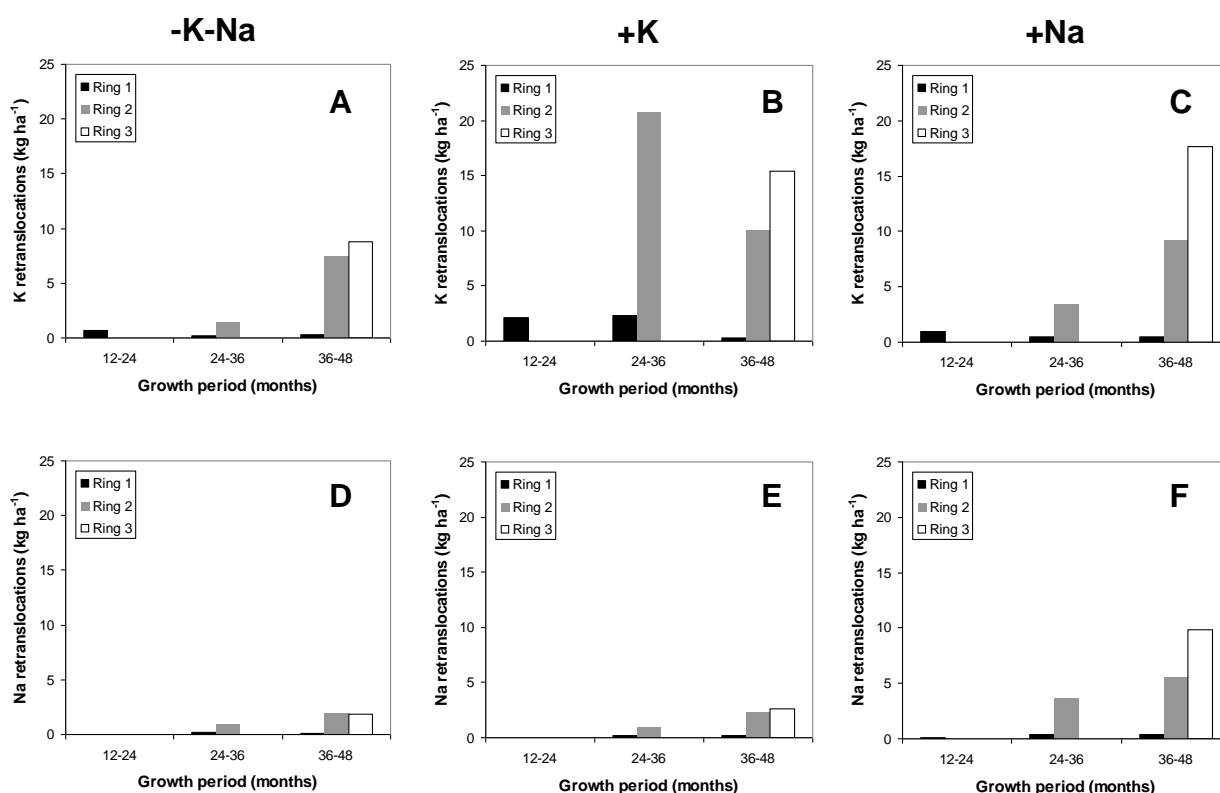 -K-Na
+K
+Na
K retranslocations (kg ha⁻¹)
25
20
15
10
5
0
Ring 1
Ring 2
Ring 3
A
12-24
24-36
36-48
Growth period (months)
K retranslocations (kg ha⁻¹)
25
20
15
10
5
0
Ring 1
Ring 2
Ring 3
B
12-24
24-36
36-48
Growth period (months)
K retranslocations (kg ha⁻¹)
25
20
15
10
5
0
Ring 1
Ring 2
Ring 3
C
12-24
24-36
36-48
Growth period (months)
Na retranslocations (kg ha⁻¹)
25
20
15
10
5
0
Ring 1
Ring 2
Ring 3
D
12-24
24-36
36-48
Growth period (months)
Na retranslocations (kg ha⁻¹)
25
20
15
10
5
0
Ring 1
Ring 2
Ring 3
E
12-24
24-36
36-48
Growth period (months)
Na retranslocations (kg ha⁻¹)
25
20
15
10
5
0
Ring 1
Ring 2
Ring 3
F
12-24
24-36
36-48
Growth period (months)